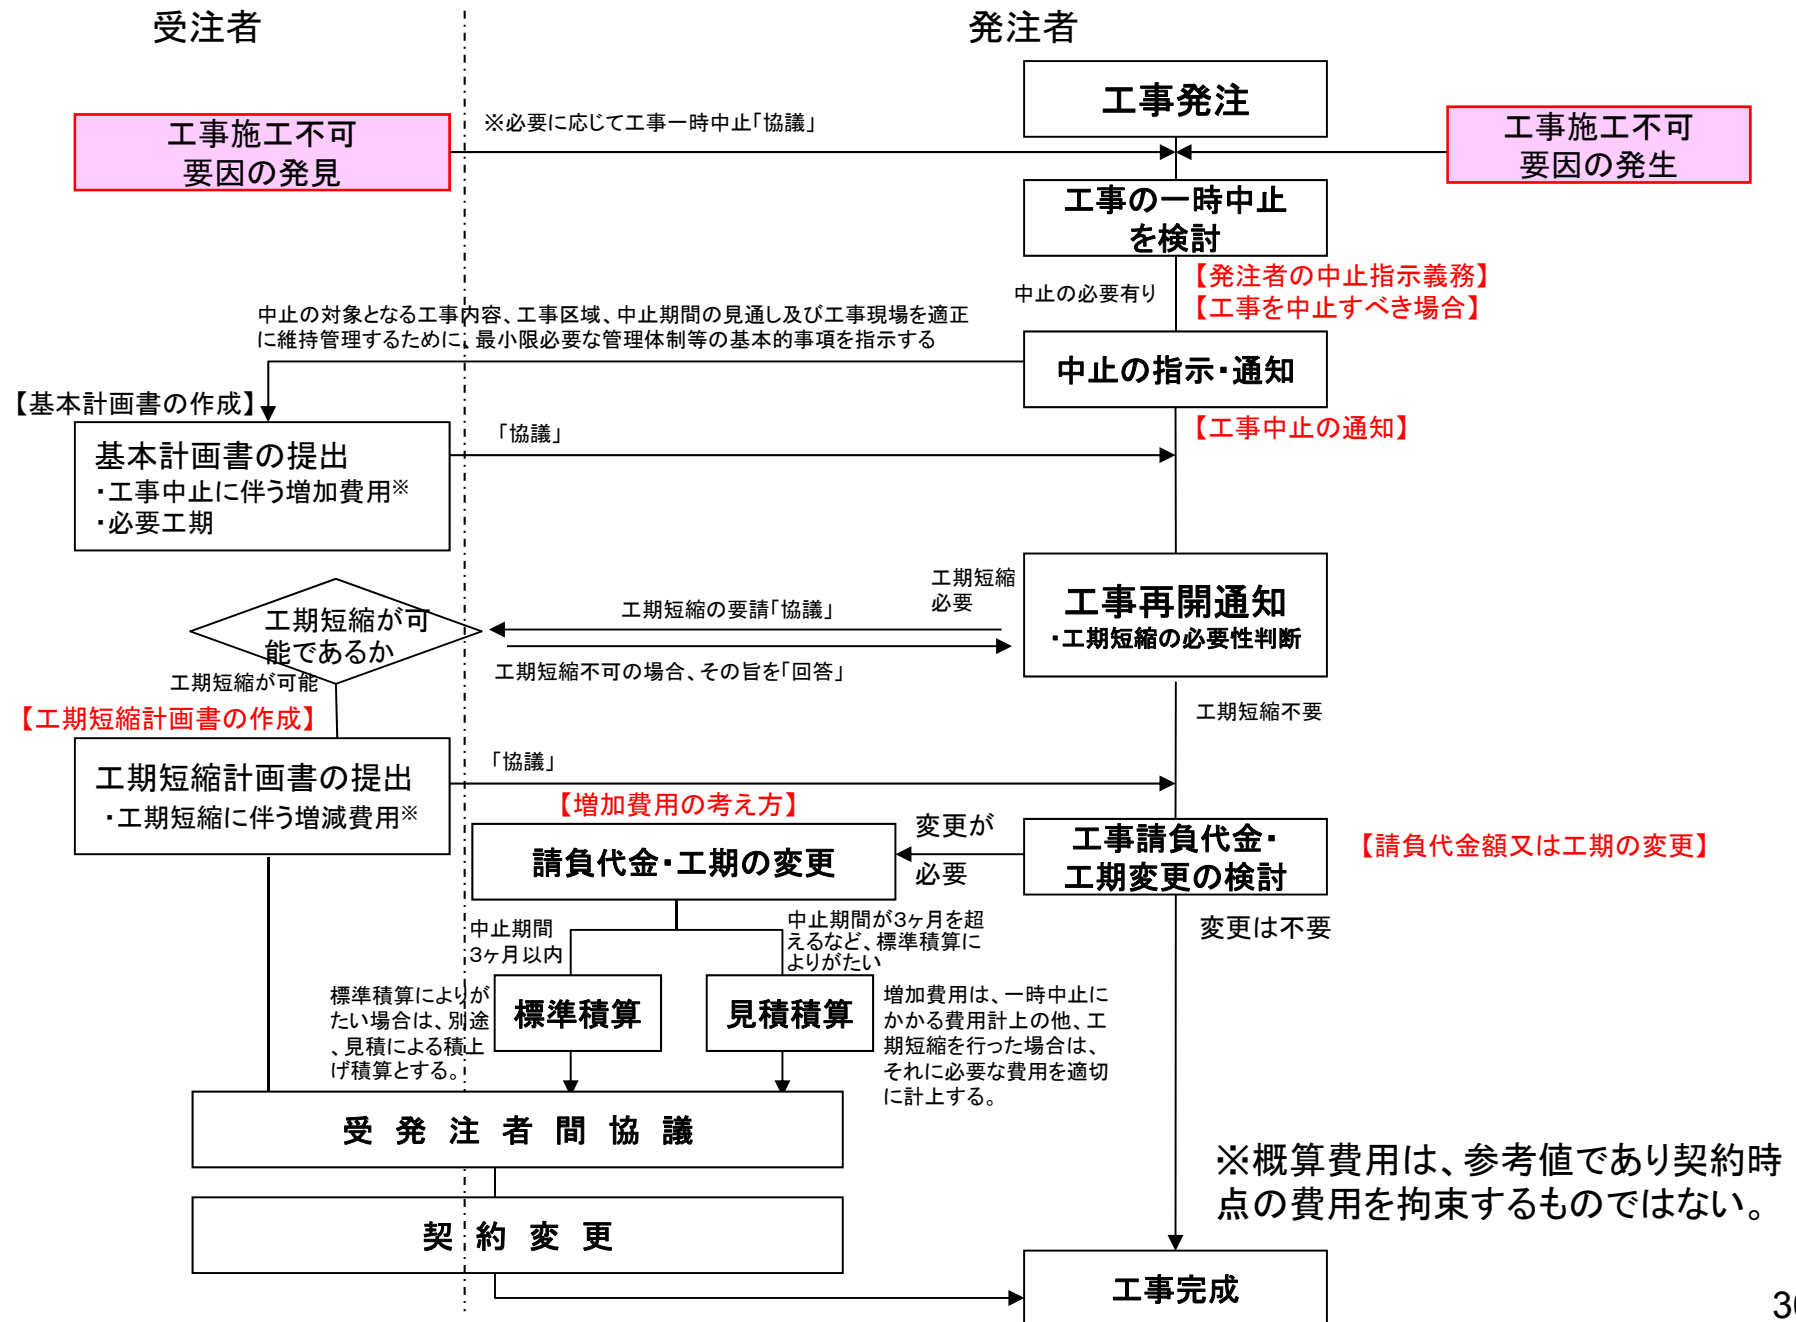 受注者
発注者
工事発注
工事施工不可
要因の発見
※必要に応じて工事一時中止「協議」
工事施工不可
要因の発生
工事の一時中止
を検討
【発注者の中止指示義務】
【工事を中止すべき場合】
中止の必要有り
中止の対象となる工事内容、工事区域、中止期間の見通し及び工事現場を適正
に維持管理するために、最小限必要な管理体制等の基本的事項を指示する
中止の指示・通知
【工事中止の通知】
【基本計画書の作成】
基本計画書の提出
・工事中止に伴う増加費用※
・必要工期
「協議」
工期短縮
必要
工事再開通知
・工期短縮の必要性判断
工期短縮の要請「協議」
工期短縮が可
能であるか
工期短縮不可の場合、その旨を「回答」
工期短縮が可能
工期短縮不要
【工期短縮計画書の作成】
工期短縮計画書の提出
・工期短縮に伴う増減費用※
「協議」
【増加費用の考え方】
請負代金・工期の変更
変更が
必要
工事請負代金・
工期変更の検討
【請負代金額又は工期の変更】
変更は不要
中止期間
3ヶ月以内
中止期間が3ヶ月を超
えるなど、標準積算に
よりがたい
標準積算によりが
たい場合は、別途
、見積による積上
げ積算とする。
標準積算
見積積算
増加費用は、一時中止に
かかる費用計上の他、工
期短縮を行った場合は、
それに必要な費用を適切
に計上する。
受発注者間協議
契約変更
※概算費用は、参考値であり契約時
点の費用を拘束するものではない。
工事完成